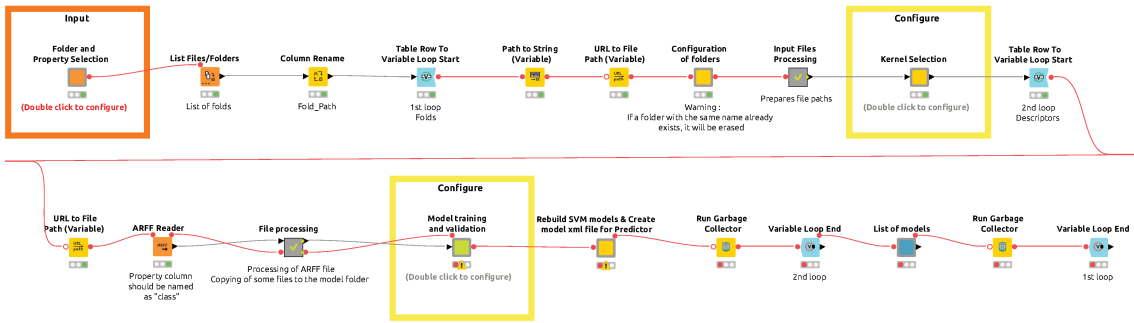 Input
Folder and
Property Selection
(Double click to configure)
List Files/Folders
List of folds
Column Rename
Fold_Path
Table Row To
Variable Loop Start
1st loop
Folds
Path to String
(Variable)
URL to File
Path (Variable)
Configuration
of folders
Warning :
If a folder with the same name already
exists, it will be erased
Input Files
Processing
Prepares file paths
Configure
Kernel Selection
(Double click to configure)
Table Row To
Variable Loop Start
2nd loop
Descriptors
URL to File
Path (Variable)
ARFF Reader
Property column
should be named
as "class"
File processing
Processing of ARFF file
Copying of some files to the model folder
Configure
Model training
and validation
(Double click to configure)
Rebuild SVM models & Create
model xml file for Predictor
Run Garbage
Collector
Variable Loop End
2nd loop
List of models
Run Garbage
Collector
Variable Loop End
1st loop